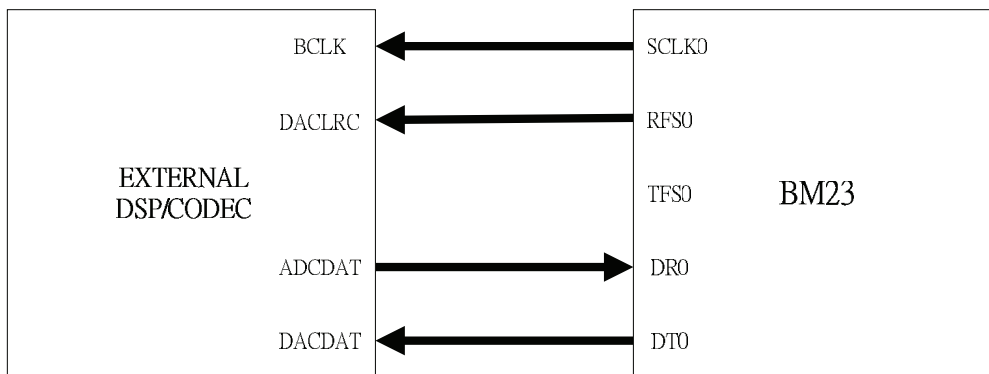 BCLK
SCLK0
DACLRC
RFS0
EXTERNAL
DSP/CODEC
TFS0
BM23
ADCDAT
DR0
DACDAT
DT0